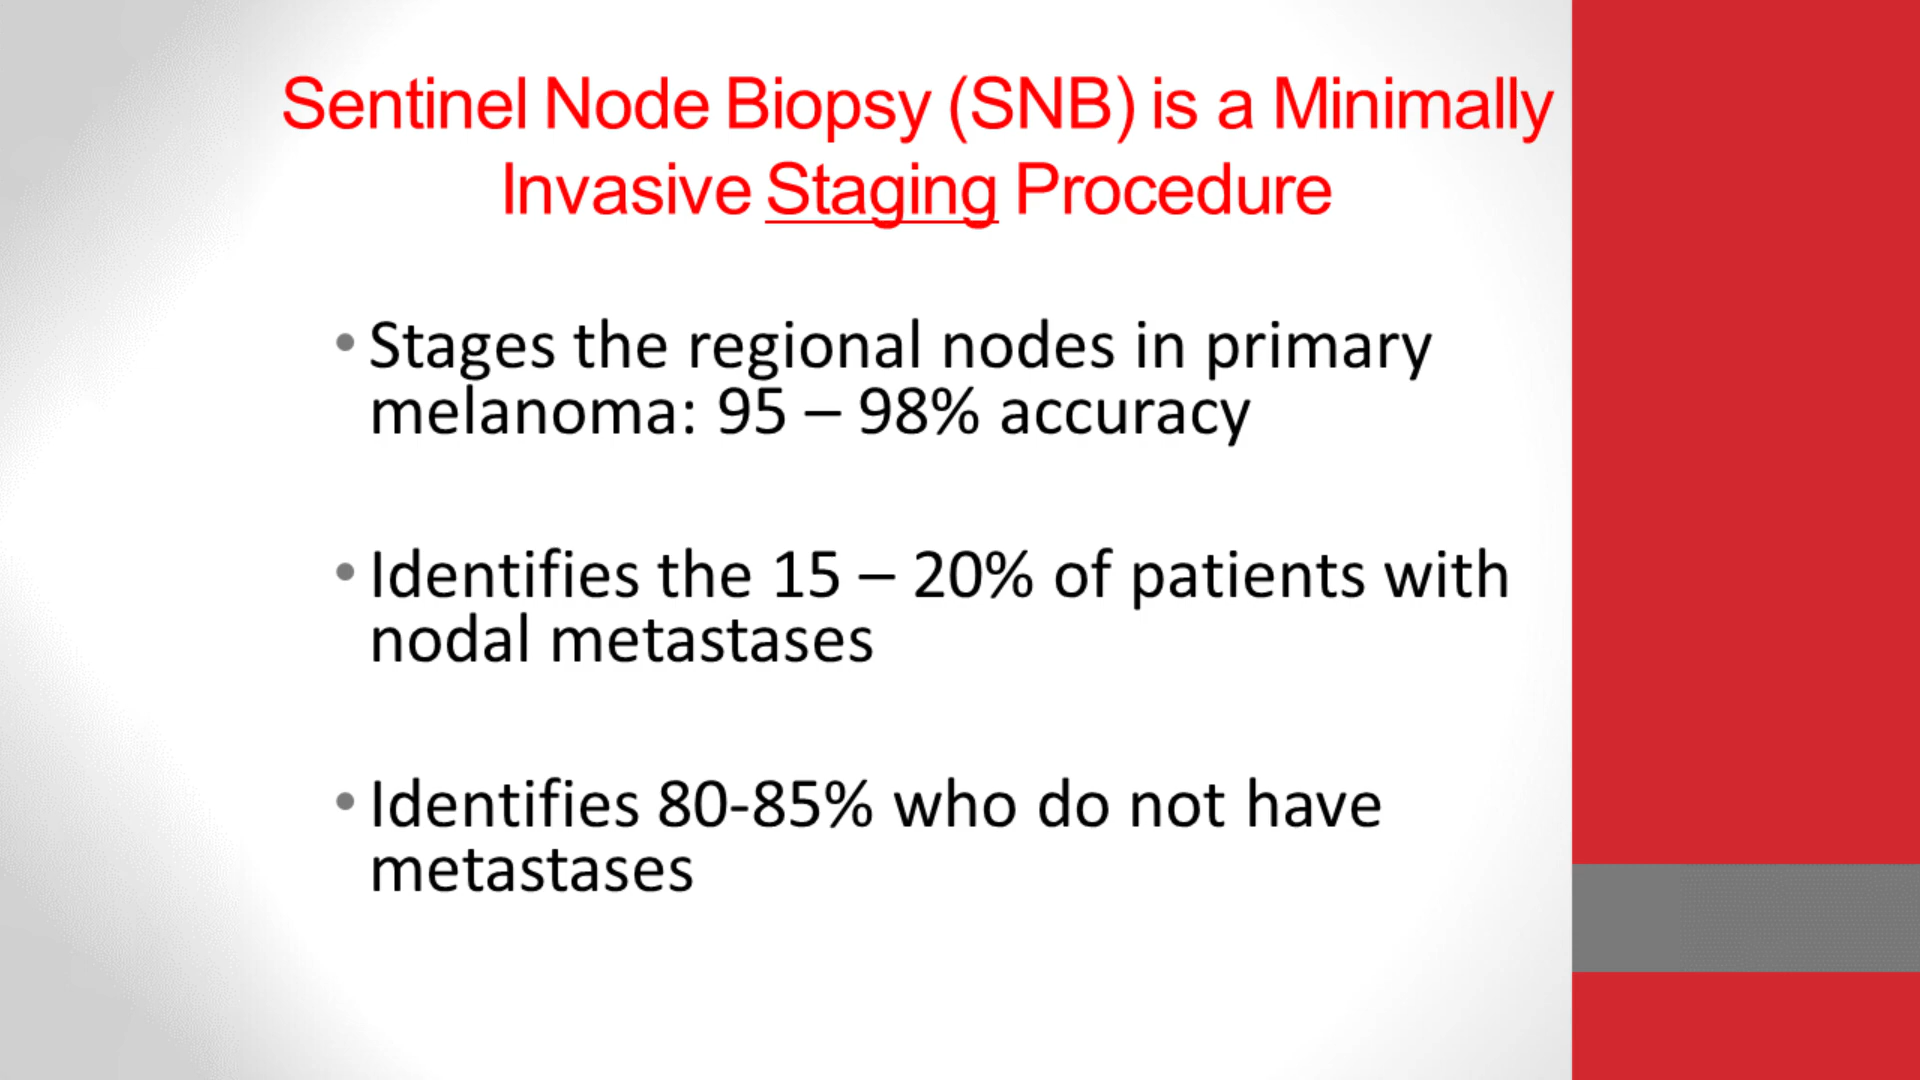 Sentinel Node Biopsy (SNB) is a Minimally
Invasive Staging Procedure
• Stages the regional nodes in primary
melanoma: 95 – 98% accuracy
• Identifies the 15 – 20% of patients with
nodal metastases
• Identifies 80-85% who do not have
metastases